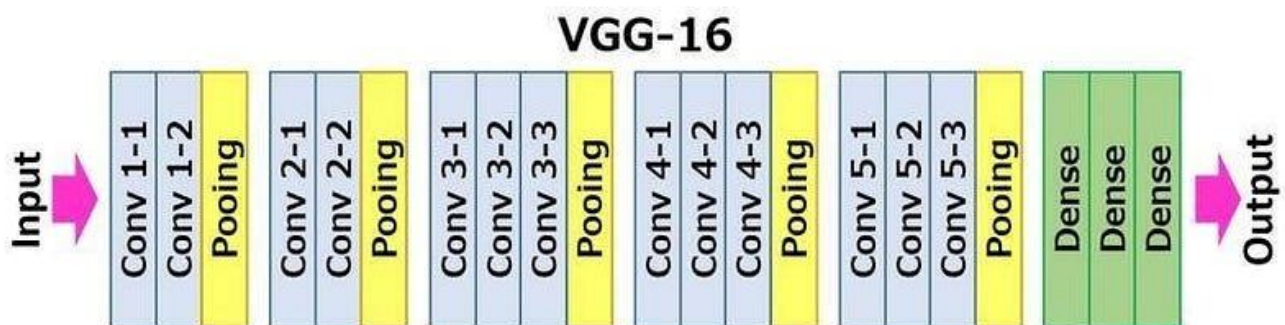 VGG-16
Input
Conv 1-1
Conv 1-2
Pooing
Conv 2-1
Conv 2-2
Pooing
Conv 3-1
Conv 3-2
Conv 3-3
Pooing
Conv 4-1
Conv 4-2
Conv 4-3
Pooing
Conv 5-1
Conv 5-2
Conv 5-3
Pooing
Dense
Dense
Dense
Output